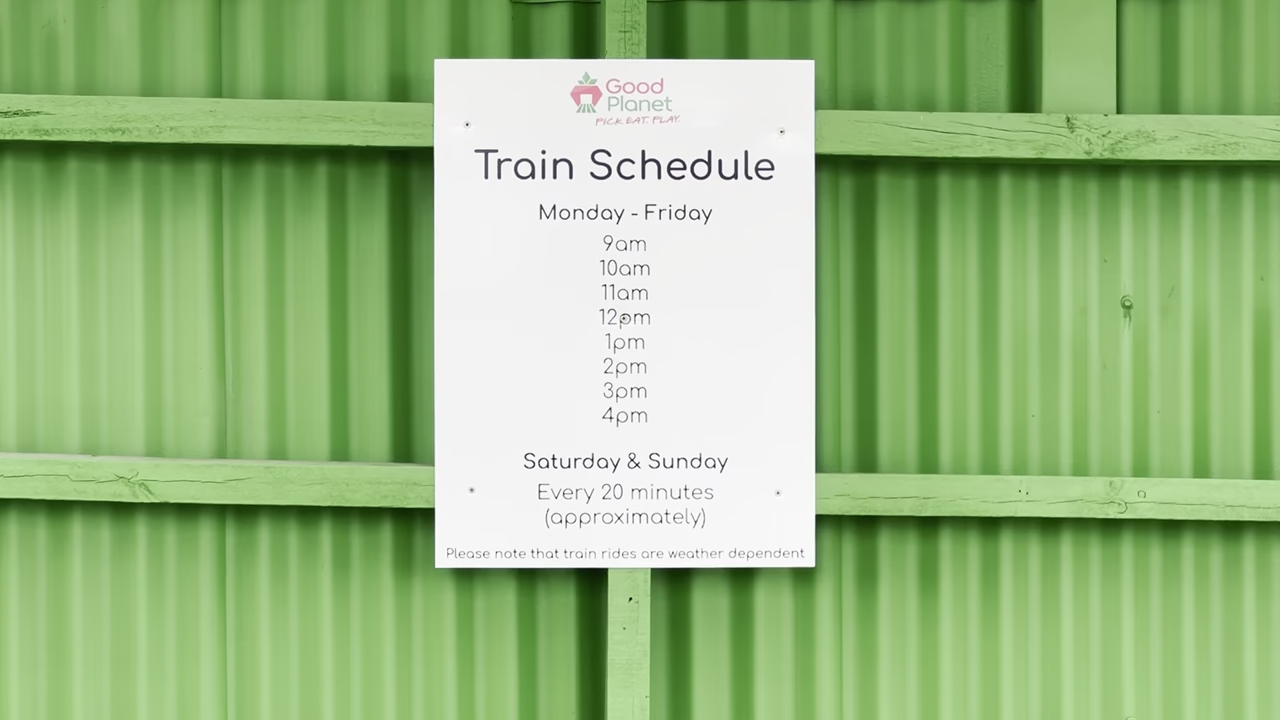 Good
Planet
PICK. EAT. PLAY.
Train Schedule
Monday - Friday
9am
10am
11am
12pm
1pm
2pm
3pm
4pm
Saturday & Sunday
Every 20 minutes
(approximately)
Please note that train rides are weather dependent